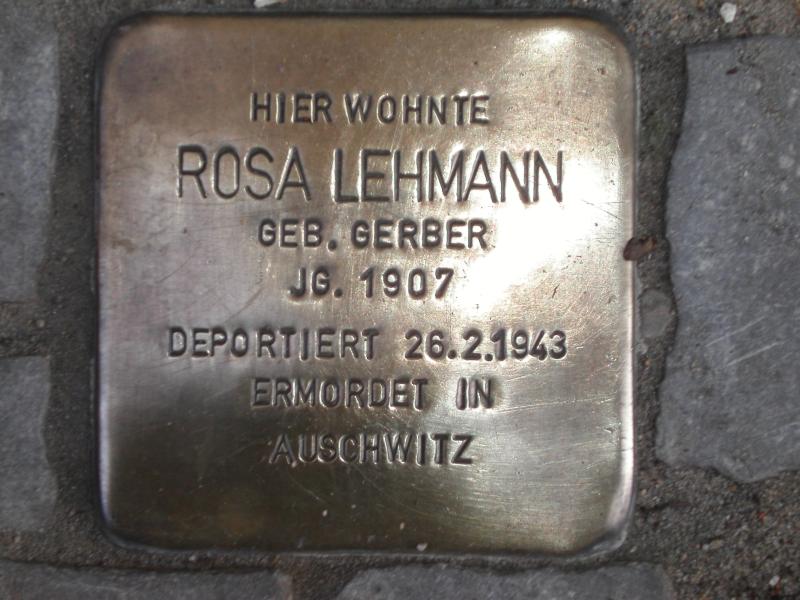 HIER WOHNTE
ROSA LEHMANN
GEB. GERBER
JG. 1907
DEPORTIERT 26.2.1943
ERMORDET IN
AUSCHWITZ